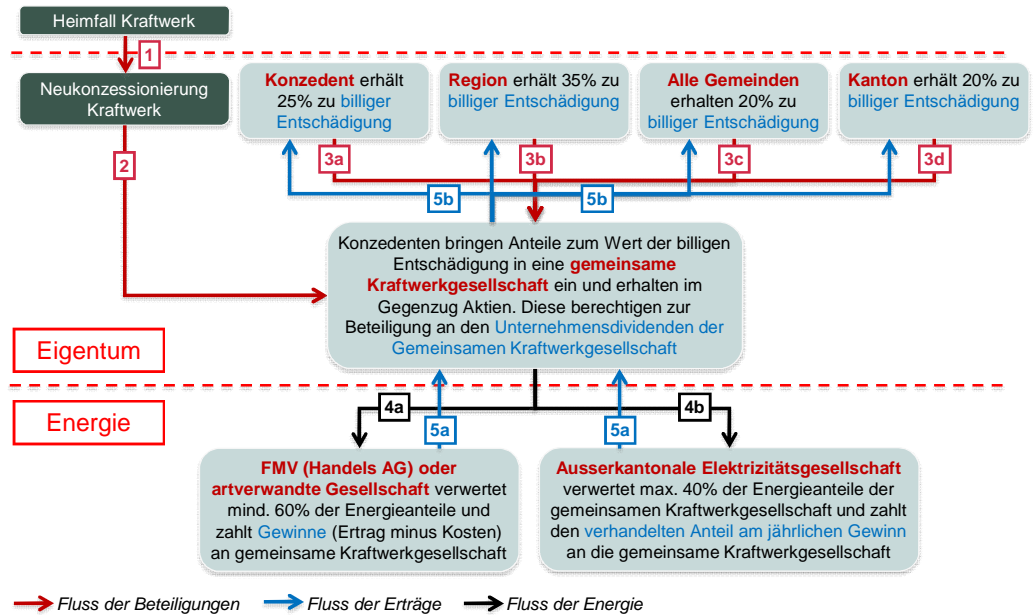 Heimfall Kraftwerk
1
Neukonzessionierung
Kraftwerk
2
Konzedent erhält
25% zu billiger
Entschädigung
Region erhält 35% zu
billiger Entschädigung
Alle Gemeinden
erhalten 20% zu
billiger Entschädigung
Kanton erhält 20% zu
billiger Entschädigung
3a
3b
3c
3d
5b
5b
Konzedenten bringen Anteile zum Wert der billigen
Entschädigung in eine gemeinsame
Kraftwerkgesellschaft ein und erhalten im
Gegenzug Aktien. Diese berechtigen zur
Beteiligung an den Unternehmensdividenden der
Gemeinsamen Kraftwerkgesellschaft
Eigentum
Energie
4a
4b
5a
5a
FMV (Handels AG) oder
artverwandte Gesellschaft verwertet
mind. 60% der Energieanteile und
zahlt Gewinne (Ertrag minus Kosten)
an gemeinsame Kraftwerkgesellschaft
Ausserkantonale Elektrizitätsgesellschaft
verwertet max. 40% der Energieanteile der
gemeinsamen Kraftwerkgesellschaft und zahlt
den verhandelten Anteil am jährlichen Gewinn
an die gemeinsame Kraftwerkgesellschaft
Fluss der Beteiligungen
Fluss der Erträge
Fluss der Energie